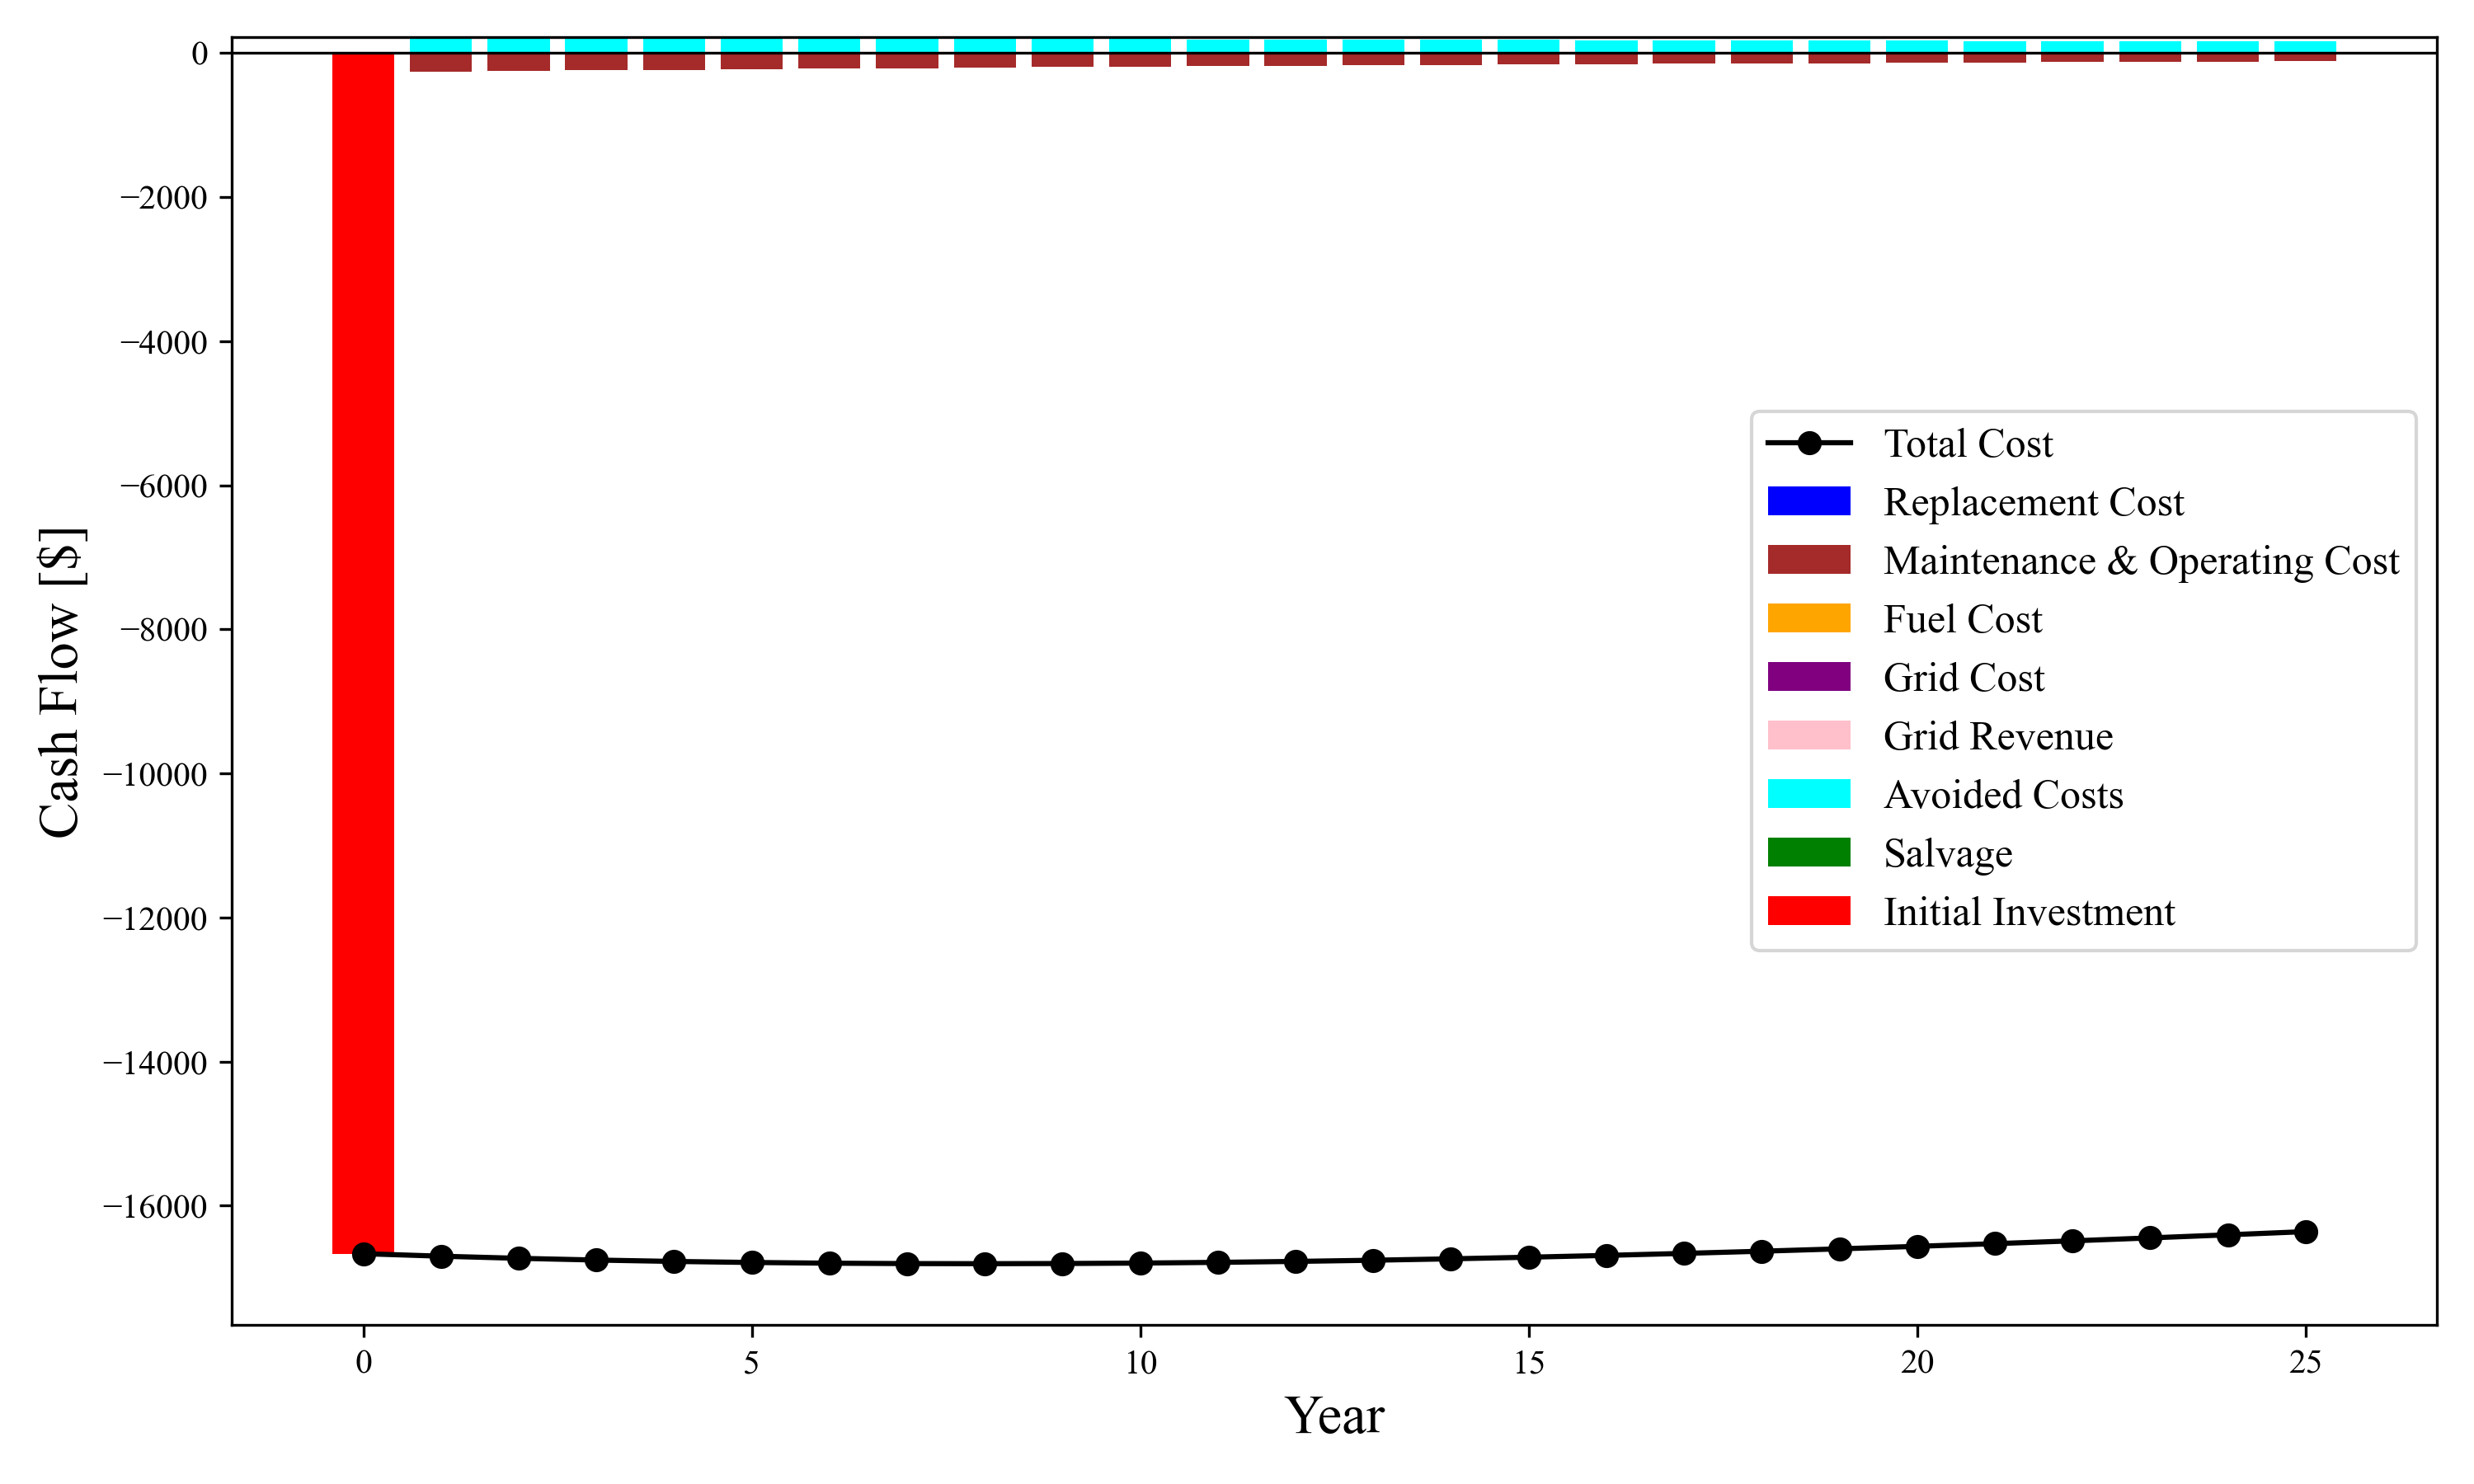 0
−2000
−4000
−6000
−8000
−10000
−12000
−14000
−16000
Cash Flow [$]
Total Cost
Replacement Cost
Maintenance & Operating Cost
Fuel Cost
Grid Cost
Grid Revenue
Avoided Costs
Salvage
Initial Investment
0 5 10 15 20 25
Year